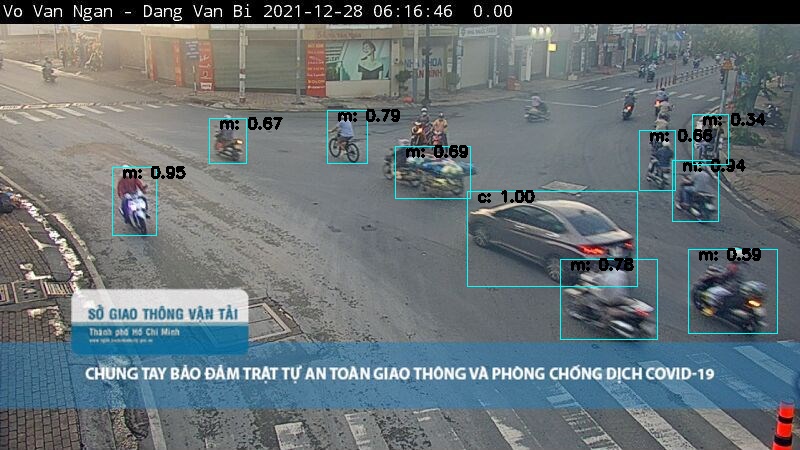 Vo Van Ngan - Dang Van Bi 2021-12-28 06:16:46 0.00
m: 0.79
m: 0.67
m: 0.34
m: 0.66
m: 0.69
m: 0.94
m: 0.95
c: 1.00
m: 0.59
m: 0.78
SỞ GIAO THÔNG VẬN TẢI
Thành phố Hồ Chí Minh
CHUNG TAY BẢO ĐẢM TRẬT TỰ AN TOÀN GIAO THÔNG VÀ PHÒNG CHỐNG DỊCH COVID-19